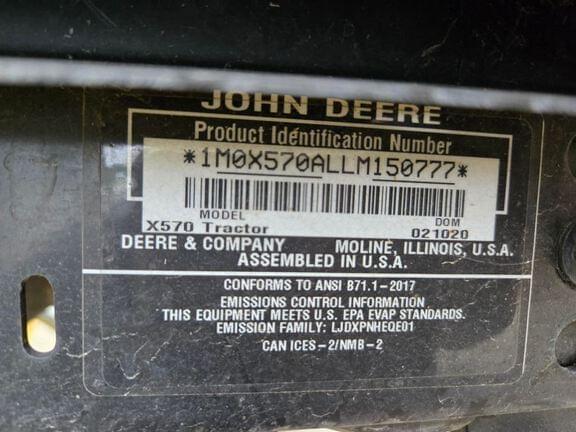 JOHN DEERE
Product Identification Number
*1M0X570ALLM150777*
MODEL DOM
X570 Tractor 021020
DEERE & COMPANY MOLINE, ILLINOIS, U.S.A.
ASSEMBLED IN U.S.A.
CONFORMS TO ANSI B71.1-2017
EMISSIONS CONTROL INFORMATION
THIS EQUIPMENT MEETS U.S. EPA EVAP STANDARDS.
EMISSION FAMILY: LJDXPNHEQE01
CAN ICES-2/NMB-2